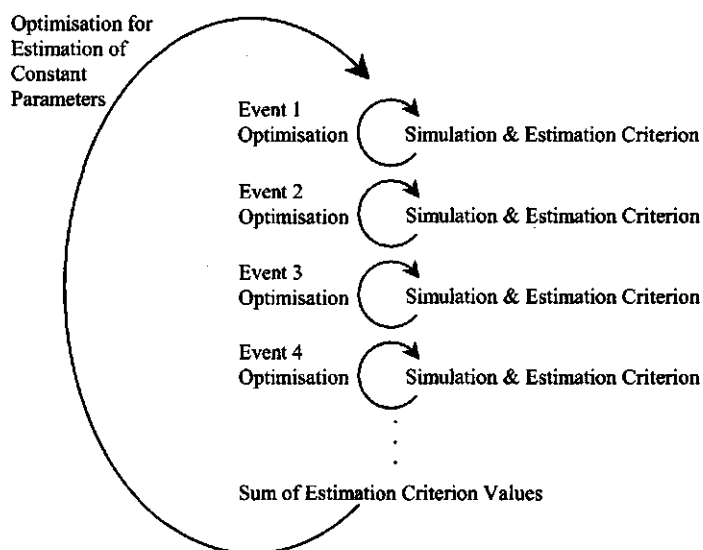 Optimisation for
Estimation of
Constant
Parameters
Event 1
Optimisation Simulation & Estimation Criterion
Event 2
Optimisation Simulation & Estimation Criterion
Event 3
Optimisation Simulation & Estimation Criterion
Event 4
Optimisation Simulation & Estimation Criterion
Sum of Estimation Criterion Values